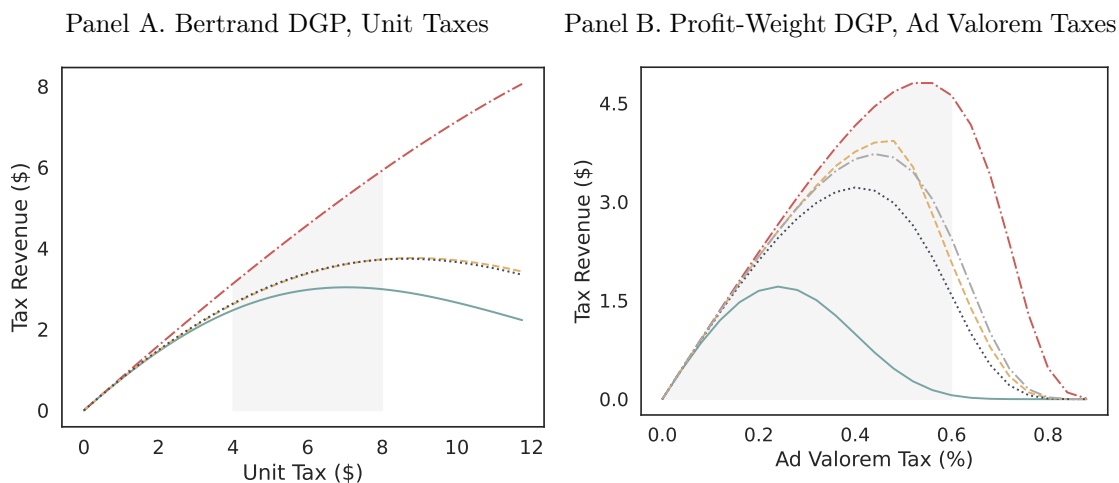 Panel A. Bertrand DGP, Unit Taxes
Panel B. Profit-Weight DGP, Ad Valorem Taxes
Tax Revenue ($)
8
6
4
2
0
0 2 4 6 8 10 12
Unit Tax ($)
Tax Revenue ($)
4.5
3.0
1.5
0.0
0.0 0.2 0.4 0.6 0.8
Ad Valorem Tax (%)